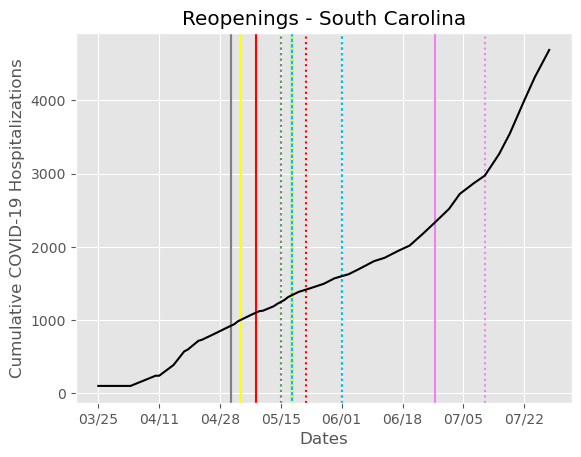 Reopenings - South Carolina
Cumulative COVID-19 Hospitalizations
4000
3000
2000
1000
0
03/25 04/11 04/28 05/15 06/01 06/18 07/05 07/22
Dates